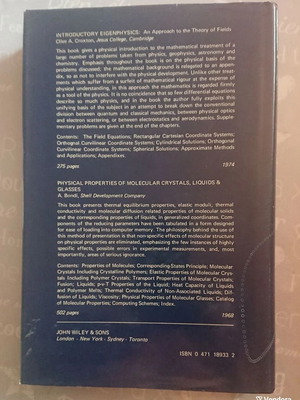 INTRODUCTORY EIGENPHYSICS: An Approach to the Theory of Fields
Clive A. Croxton, Jesus College, Cambridge
This book gives a physical introduction to the mathematical treatment of a
large number of problems taken from physics, geophysics, astronomy and
chemistry. Emphasis throughout the book is on the physical basis of the
problems discussed; the mathematical background is relegated to an appen-
dix, so as not to interfere with the physical development. Unlike other treat-
ments which suffer from a surfeit of mathematical rigour at the expense of
physical understanding, in this approach the mathematics is regarded firmly
as a tool of the physics. It is no coincidence that so few differential equations
describe so much physics, and in the book the author fully exploits this
unifying basis of the subject in an attempt to break down the conventional
division between quantum and classical mechanics, between physical optics
and electron scattering, or between electrostatics and aerodynamics. Supple-
mentary problems are given at the end of the chapters.
Contents: The Field Equations; Rectangular Cartesian Coordinate Systems;
Orthogonal Curvilinear Coordinate Systems; Cylindrical Solutions; Orthogonal
Curvilinear Coordinate Systems; Spherical Solutions; Approximate Methods
and Applications; Appendixes.
275 pages 1974
PHYSICAL PROPERTIES OF MOLECULAR CRYSTALS, LIQUIDS &
GLASSES
A. Bondi, Shell Development Company
This book presents thermal equilibrium properties, elastic moduli, thermal
conductivity and molecular diffusion related properties of molecular solids
and the corresponding properties of liquids, in generalized coordinates. Com-
ponents of the reducing parameters have been tabulated in a form convenient
for ease of loading into computer memory. The philosophy behind the use of
this method of presentation is that non-specific effects of molecular structure
on physical properties are eliminated, emphasizing the few instances of highly
specific effects, possible errors in experimental measurements, and, most
importantly, areas of serious ignorance.
Contents: Properties of Molecules; Corresponding-States Principle; Molecular
Crystals Including Crystalline Polymers; Elastic Properties of Molecular Crys-
tals Including Polymer Crystals; Transport Properties of Molecular Crystals,
Fusion; Liquids; p-v-T Properties of the Liquid; Heat Capacity of Liquids
and Polymer Melts; Thermal Conductivity of Non-Associated Liquids; Dif-
fusion of Liquids, Viscosity; Physical Properties of Molecular Glasses; Catalog
of Molecular Properties; Computing Schemes; Index.
502 pages 1968
JOHN WILEY & SONS
London - New York - Sydney - Toronto
ISBN 0 471 18933 2
Vendora